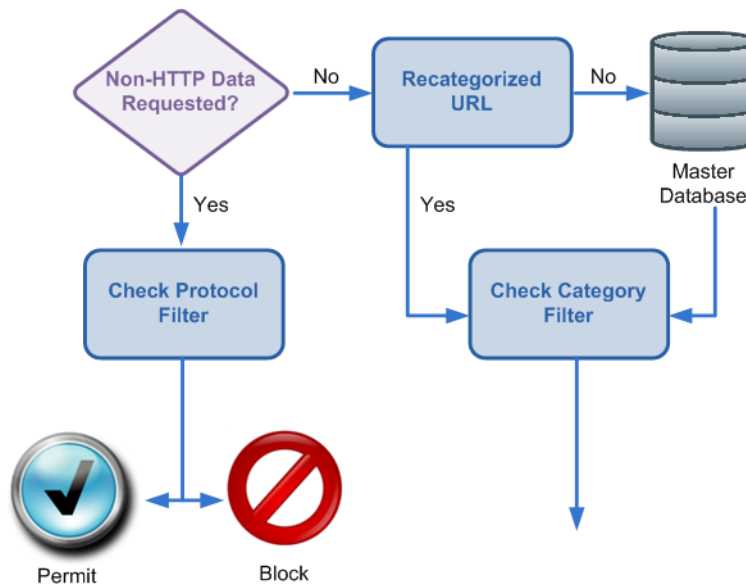 Non-HTTP Data
Requested?
No
Recategorized
URL
No
Master
Database
Yes
Yes
Check Protocol
Filter
Check Category
Filter
Permit
Block